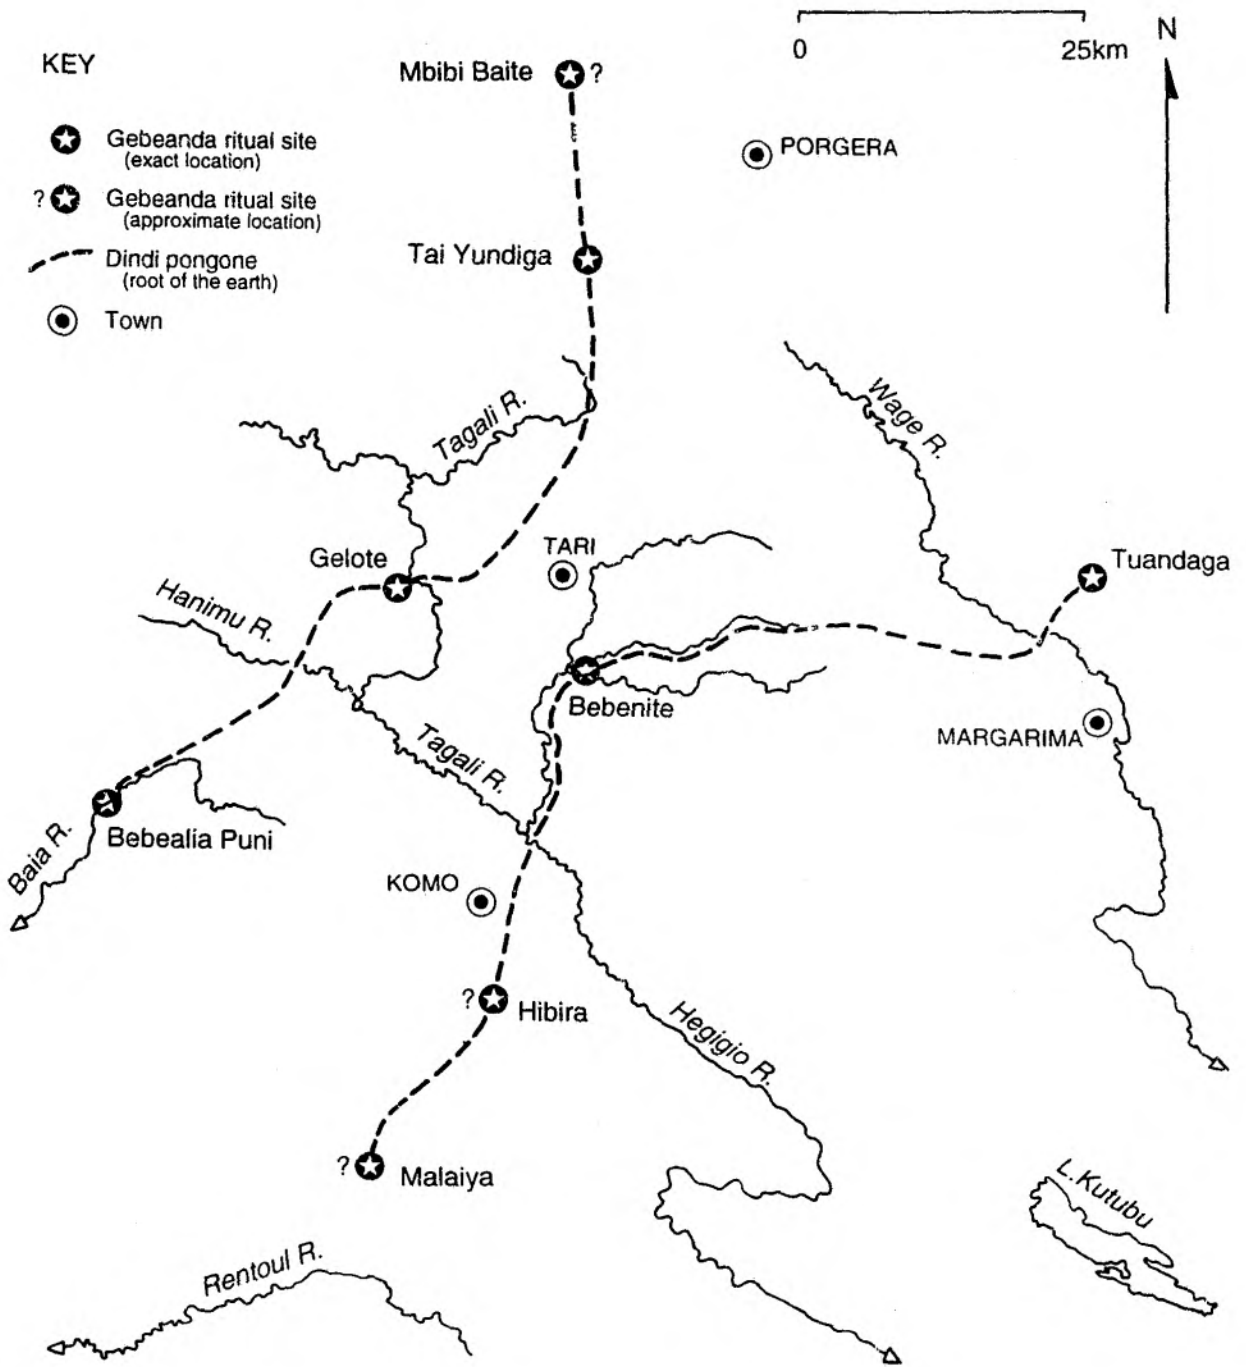 0 25km
N
KEY
Gebeanda ritual site
(exact location)
? Gebeanda ritual site
(approximate location)
Dindi pongone
(root of the earth)
Town
Mbibi Baite ?
PORGERA
Tai Yundiga
Tagali R.
Wage R.
TARI
Gelote
Tuandaga
Hanimu R.
Bebenite
MARGARIMA
Tagali R.
Baia R.
Bebealia Puni
KOMO
? Hibira
Hegigio R.
? Malaiya
L.Kutubu
Rentoul R.